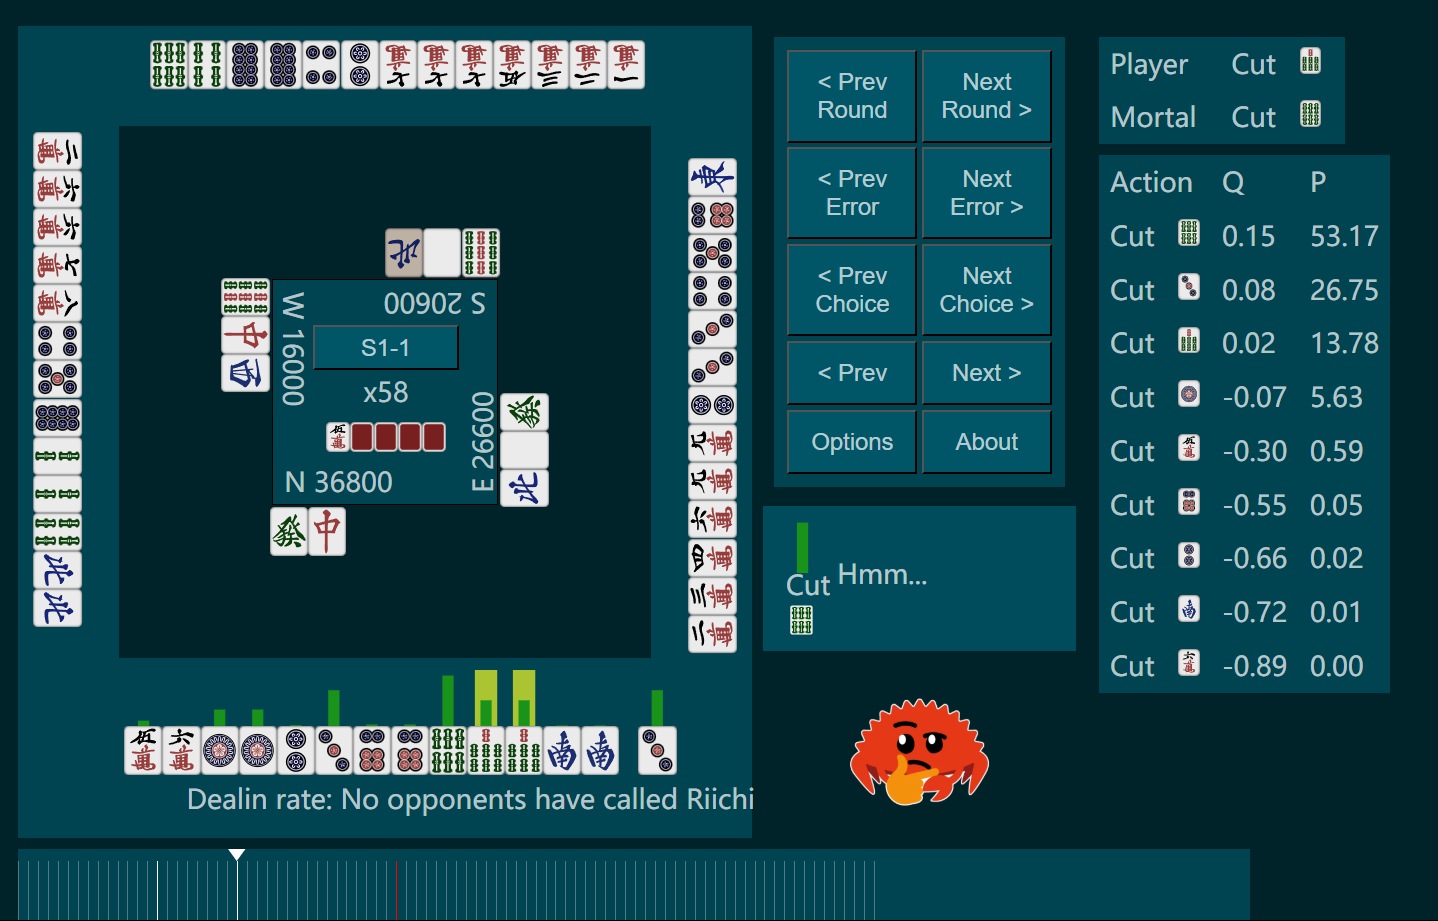 S 20600
W 16000
S1-1
x58
E 26600
N 36800
Dealin rate: No opponents have called Riichi
< Prev Round
Next Round >
< Prev Error
Next Error >
< Prev Choice
Next Choice >
< Prev
Next >
Options
About
Cut
Hmm...
Player Cut
Mortal Cut
Action Q P
Cut 0.15 53.17
Cut 0.08 26.75
Cut 0.02 13.78
Cut -0.07 5.63
Cut -0.30 0.59
Cut -0.55 0.05
Cut -0.66 0.02
Cut -0.72 0.01
Cut -0.89 0.00